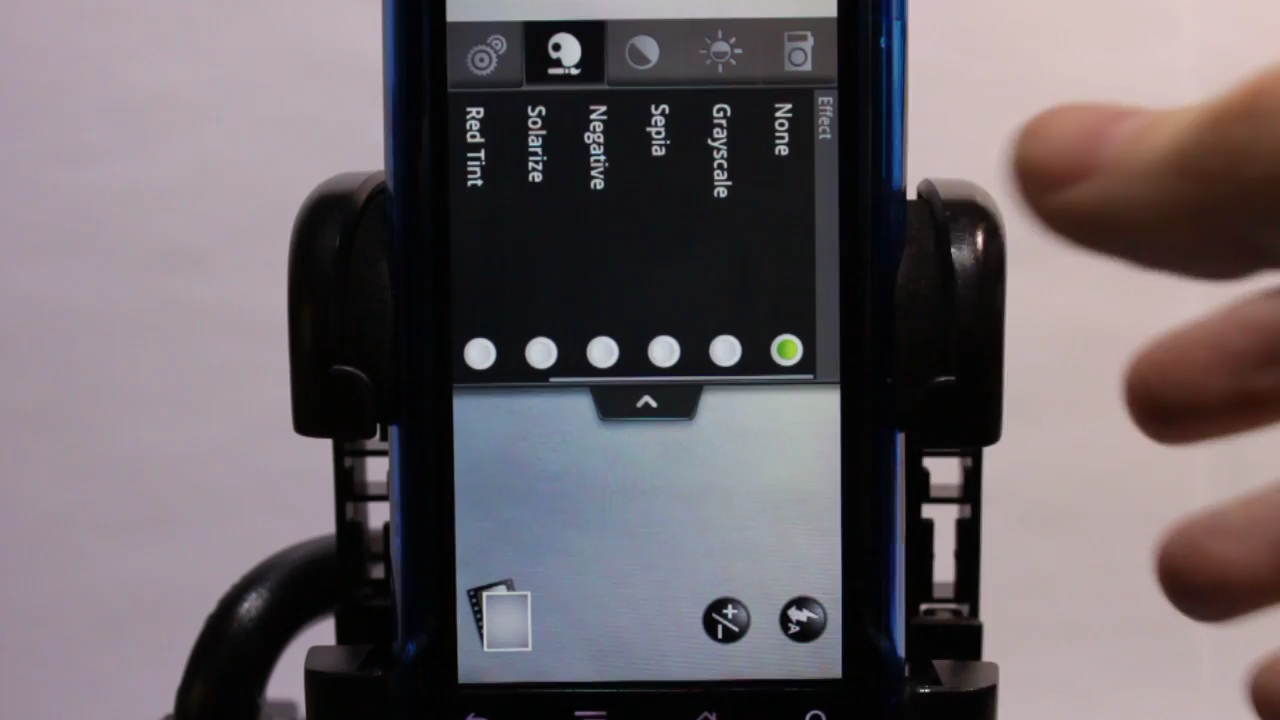 Effect
None
Grayscale
Sepia
Negative
Solarize
Red Tint
+/-
A